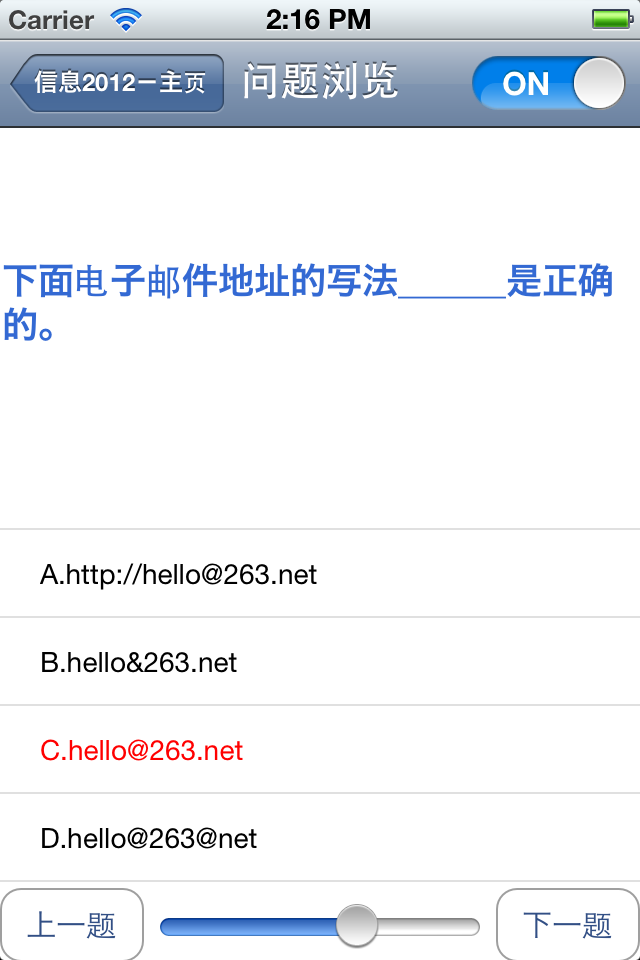 Carrier 2:16 PM
信息2012－主页 问题浏览 ON
下面电子邮件地址的写法______是正确
的。
A.http://hello@263.net
B.hello&263.net
C.hello@263.net
D.hello@263@net
上一题 下一题